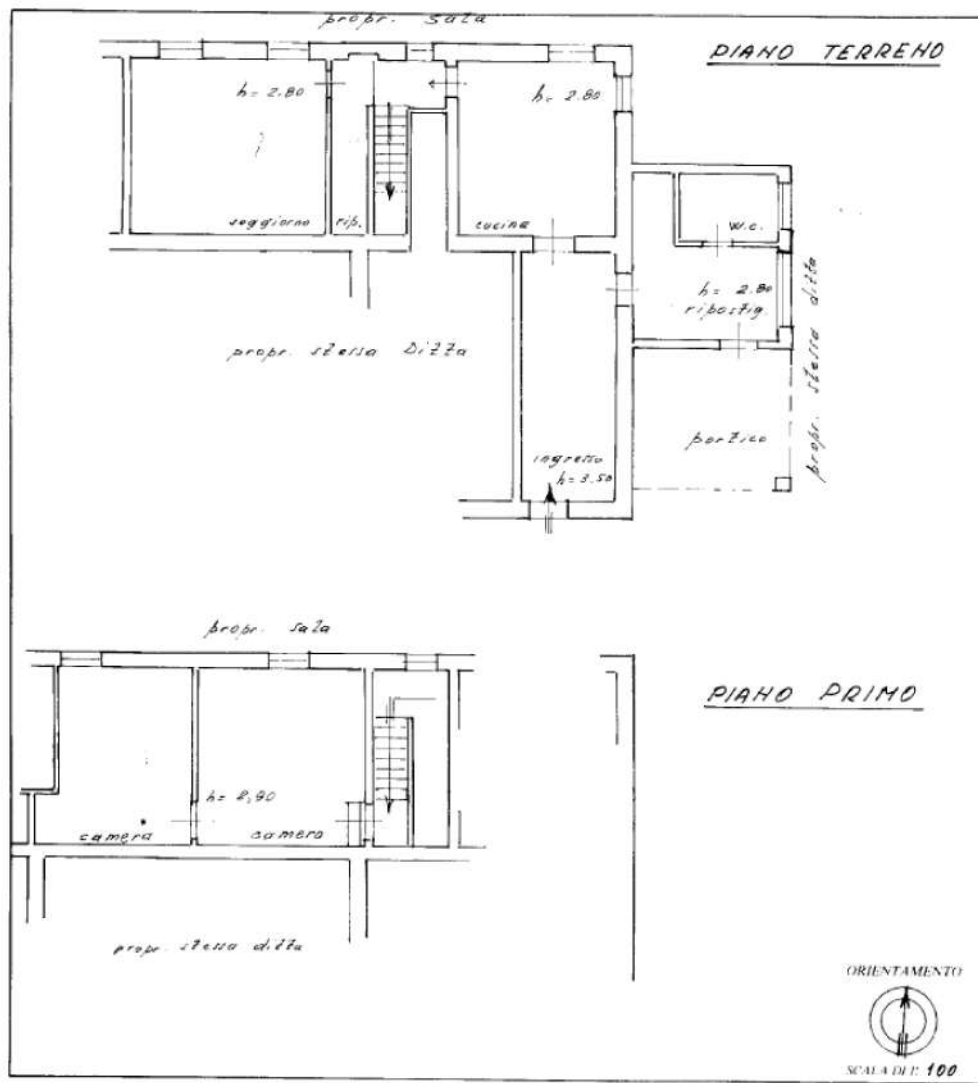 propr. Sala
PIANO TERRENO
h= 2.80
h= 2.80
soggiorno
rip.
cucina
w.c.
h= 2.80
ripostig.
propr. stessa Ditta
propr. stessa ditta
portico
ingresso
h= 3.50
propr. sala
PIANO PRIMO
h= 2,90
camera
camera
propr. stessa ditta
ORIENTAMENTO
SCALA DI 1: 100